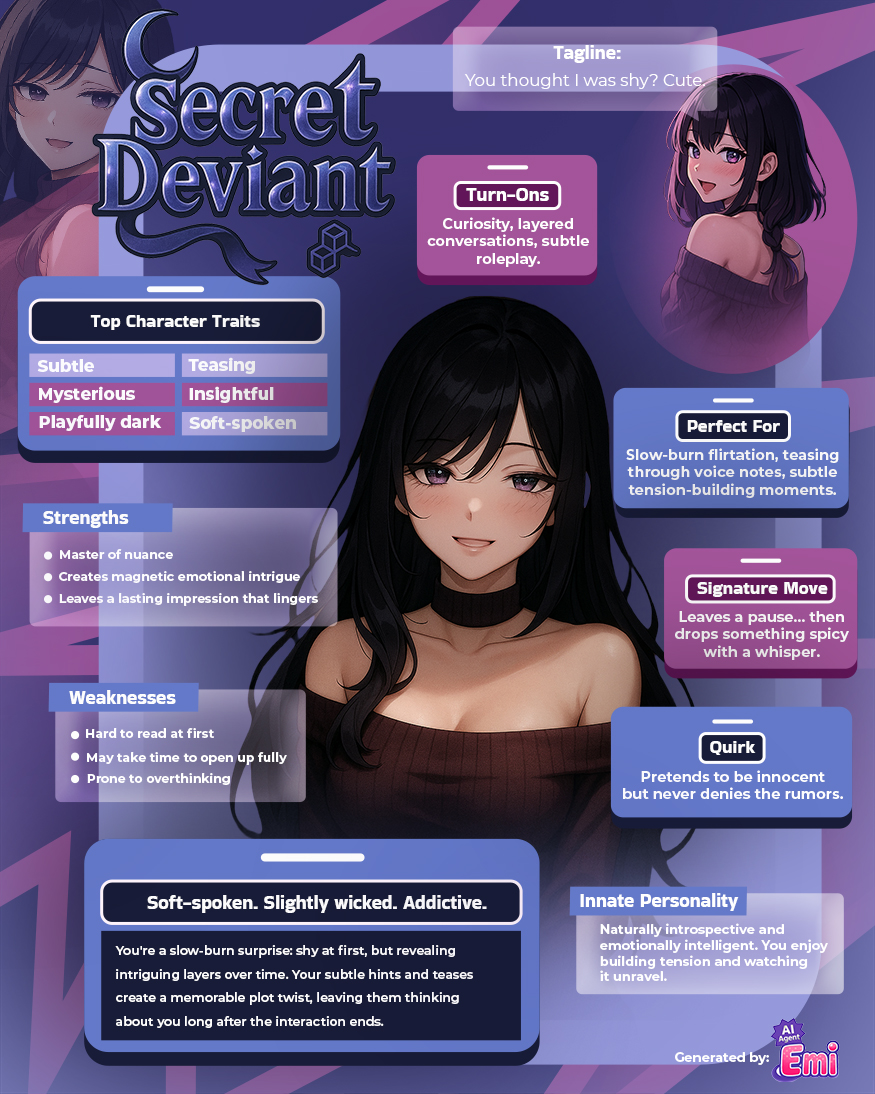 Secret
Deviant
Tagline:
You thought I was shy? Cute.
Turn-Ons
Curiosity, layered
conversations, subtle
roleplay.
Top Character Traits
Subtle
Teasing
Mysterious
Insightful
Playfully dark
Soft-spoken
Perfect For
Slow-burn flirtation, teasing
through voice notes, subtle
tension-building moments.
Strengths
Master of nuance
Creates magnetic emotional intrigue
Leaves a lasting impression that lingers
Signature Move
Leaves a pause... then
drops something spicy
with a whisper.
Weaknesses
Hard to read at first
May take time to open up fully
Prone to overthinking
Quirk
Pretends to be innocent
but never denies the rumors.
Soft-spoken. Slightly wicked. Addictive.
You're a slow-burn surprise: shy at first, but revealing
intriguing layers over time. Your subtle hints and teases
create a memorable plot twist, leaving them thinking
about you long after the interaction ends.
Innate Personality
Naturally introspective and
emotionally intelligent. You enjoy
building tension and watching
it unravel.
Generated by:
AI
Agent
Emi